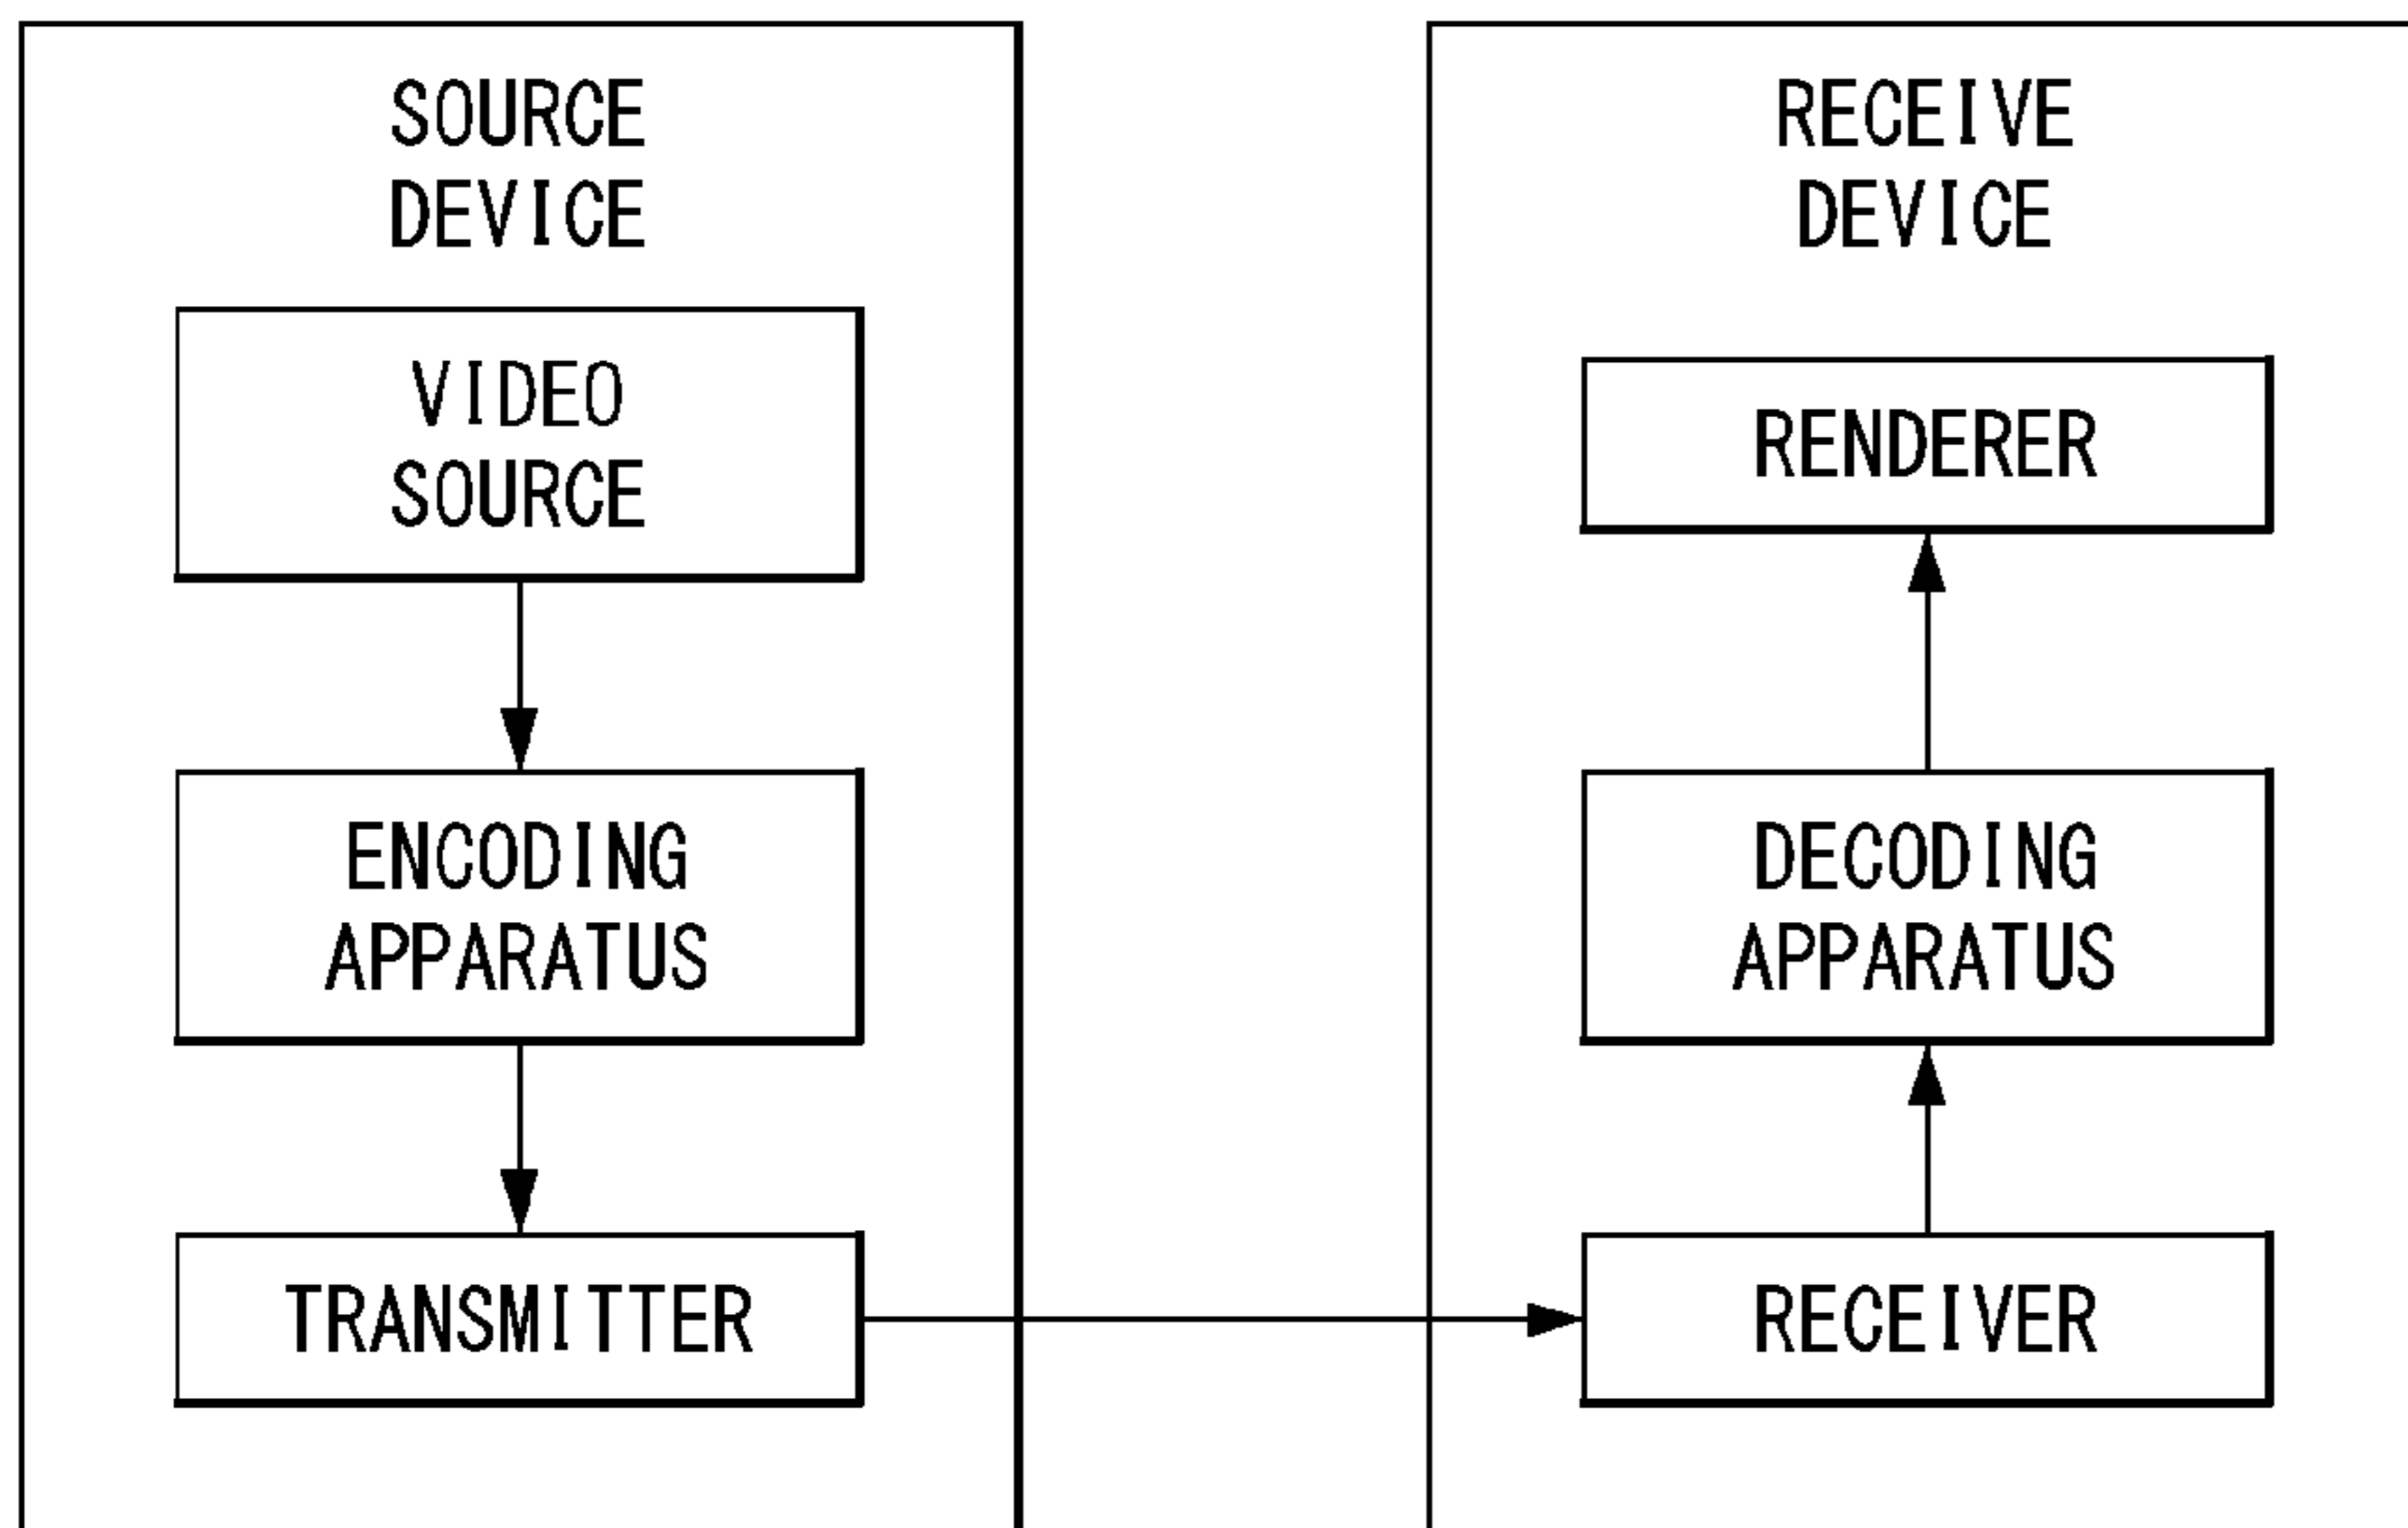 SOURCE
DEVICE
VIDEO
SOURCE
ENCODING
APPARATUS
TRANSMITTER
RECEIVE
DEVICE
RENDERER
DECODING
APPARATUS
RECEIVER